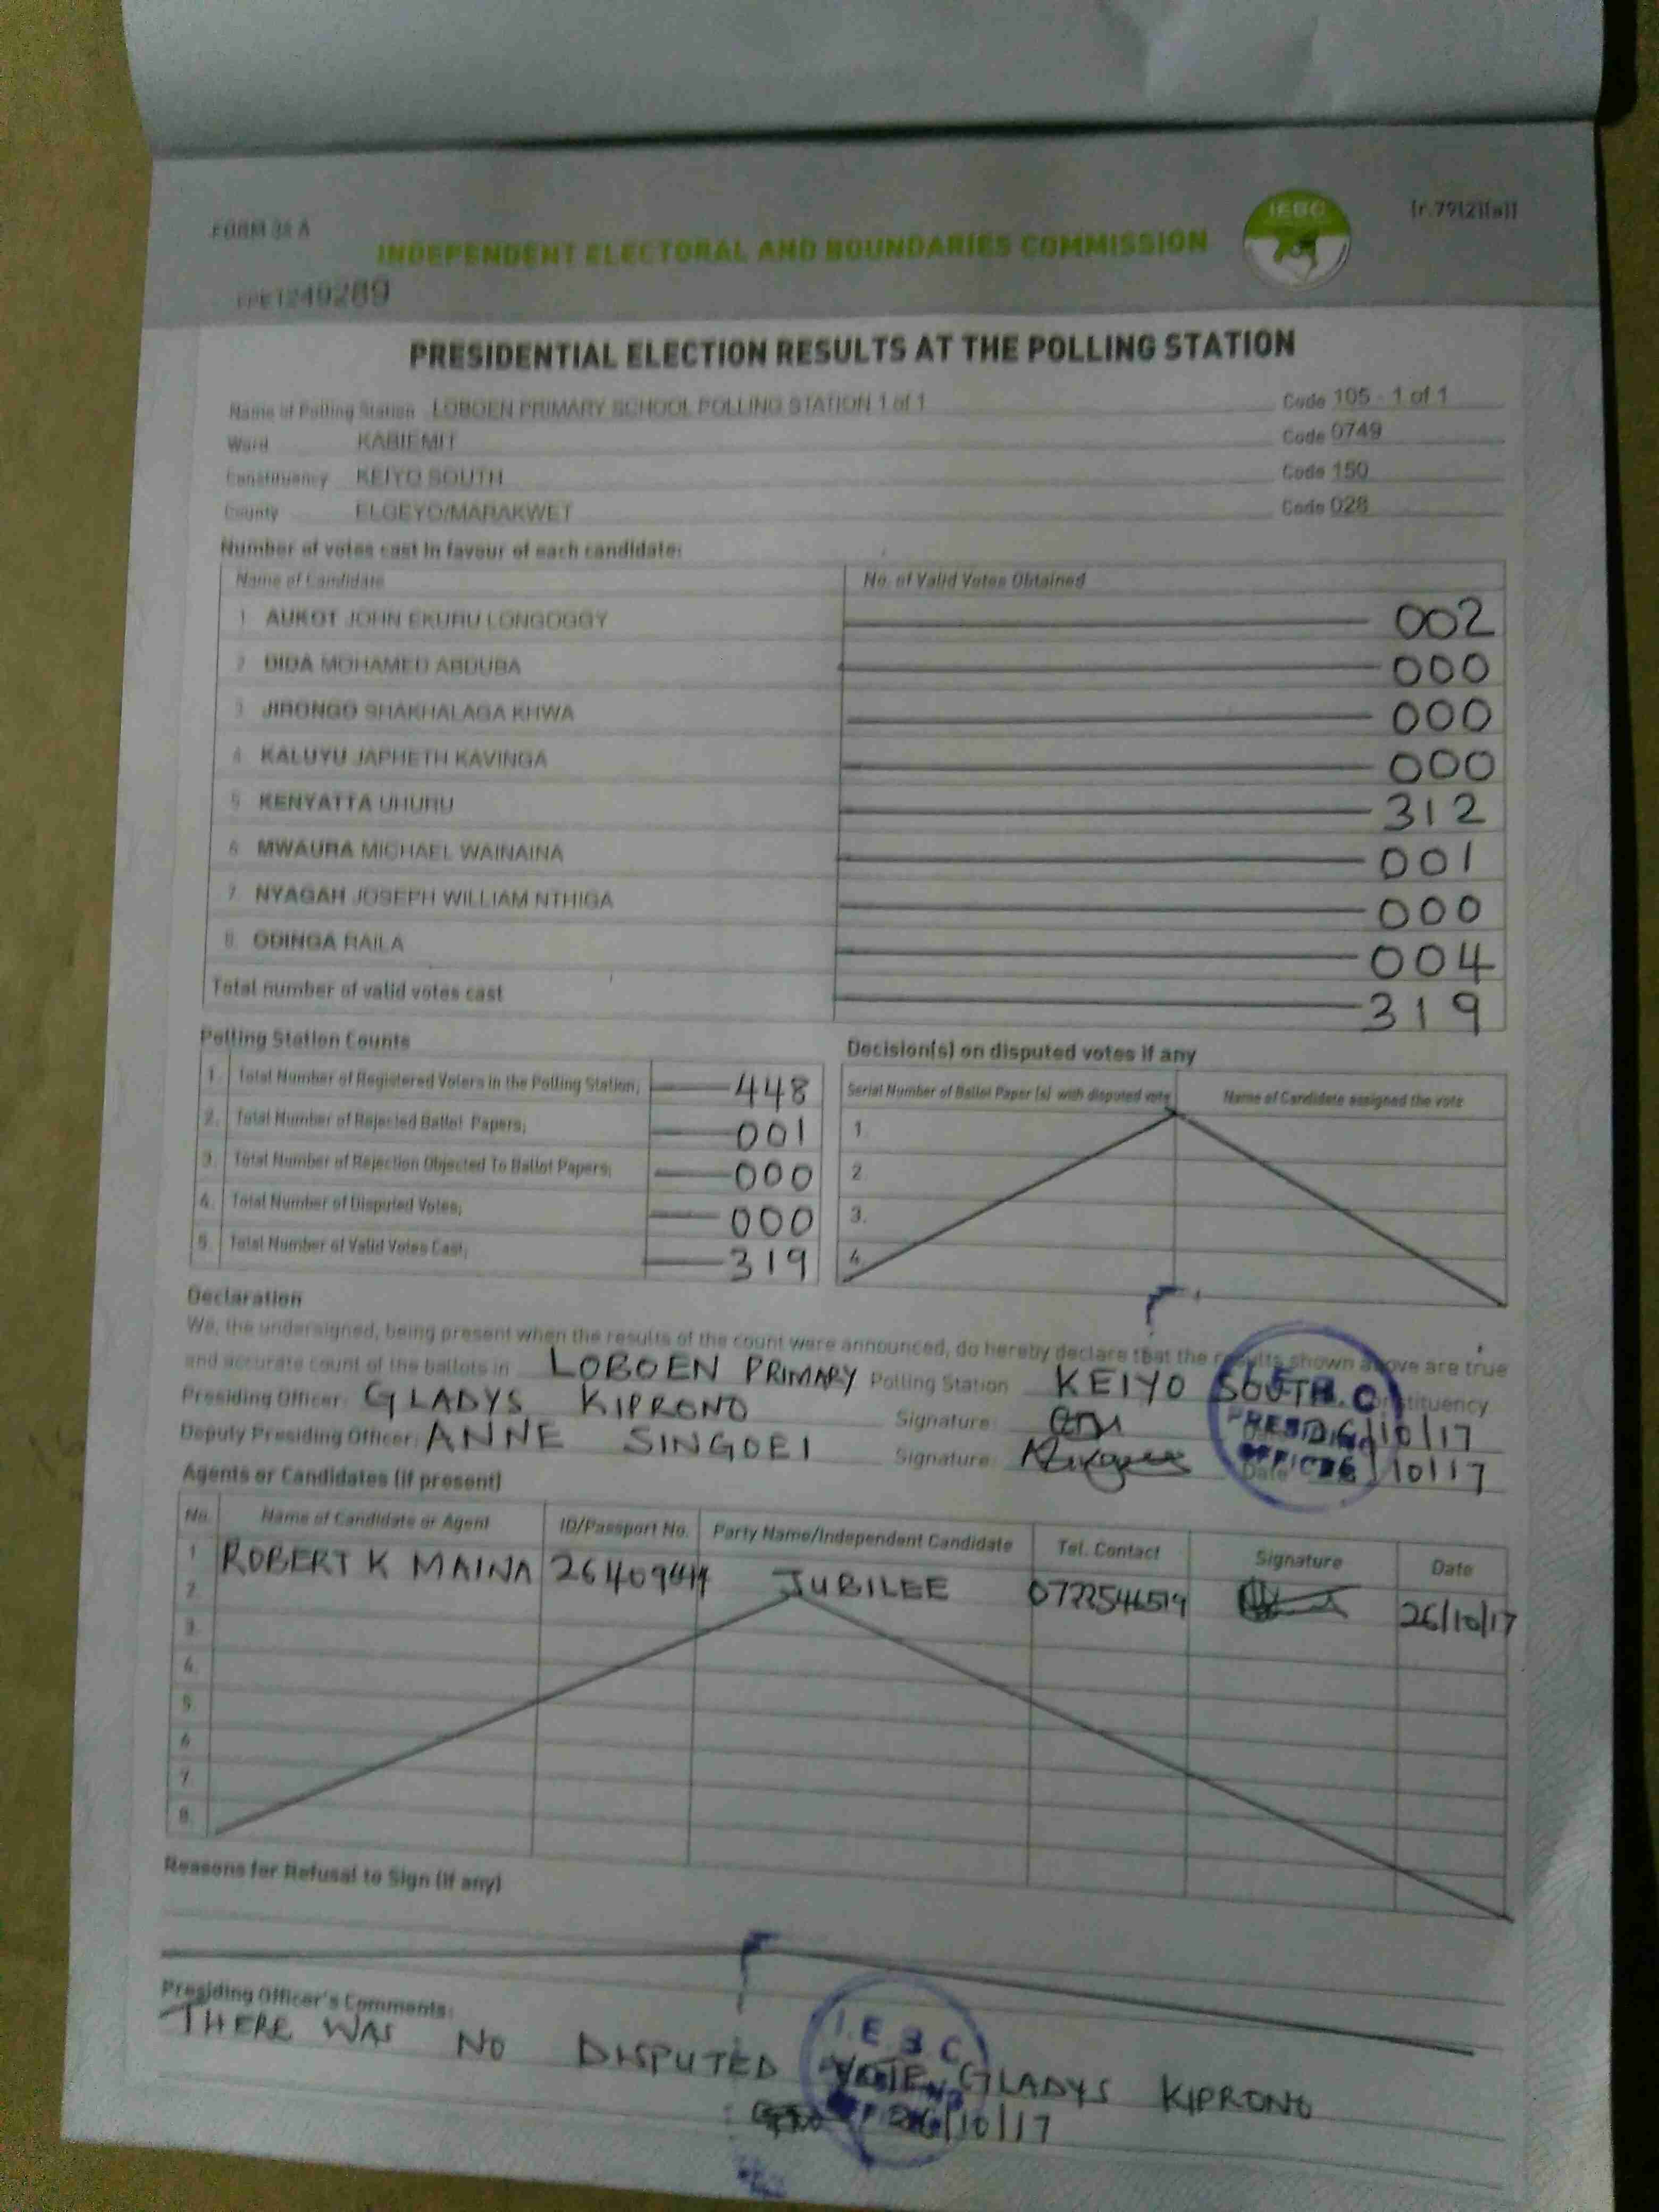 FORM 34 A
[r.79(2)(a)]
IEBC
INDEPENDENT ELECTORAL AND BOUNDARIES COMMISSION
PRE1249289
PRESIDENTIAL ELECTION RESULTS AT THE POLLING STATION
Name of Polling Station LOBOEN PRIMARY SCHOOL POLLING STATION 1 of 1 Code 105 - 1 of 1
Ward KABIEMIT Code 0749
Constituency KEIYO SOUTH Code 150
County ELGEYO/MARAKWET Code 028
Number of votes cast in favour of each candidate:
Name of Candidate No. of Valid Votes Obtained
1 AUKOT JOHN EKURU LONGOGGY 002
2 DIDA MOHAMED ABDUBA 000
3 JIRONGO SHAKHALAGA KHWA 000
4 KALUYU JAPHETH KAVINGA 000
5 KENYATTA UHURU 312
6 MWAURA MICHAEL WAINAINA 001
7 NYAGAH JOSEPH WILLIAM NTHIGA 000
8 ODINGA RAILA 004
Total number of valid votes cast 319
Polling Station Counts
1. Total Number of Registered Voters in the Polling Station; 448
2. Total Number of Rejected Ballot Papers; 001
3. Total Number of Rejection Objected To Ballot Papers; 000
4. Total Number of Disputed Votes; 000
5. Total Number of Valid Votes Cast; 319
Decision(s) on disputed votes if any
Serial Number of Ballot Paper (s) with disputed vote Name of Candidate assigned the vote
1.
2.
3.
4.
Declaration
We, the undersigned, being present when the results of the count were announced, do hereby declare that the results shown above are true
and accurate count of the ballots in LOBOEN PRIMARY Polling Station KEIYO SOUTH Constituency
Presiding Officer: GLADYS KIPRONO Signature: 26/10/17
Deputy Presiding Officer: ANNE SINGOEI Signature: Date 26/10/17
Agents or Candidates (if present)
No. Name of Candidate or Agent ID/Passport No. Party Name/Independent Candidate Tel. Contact Signature Date
1 ROBERT K MAINA JUBILEE 26/10/17
2
3
4
5
6
7
8
Reasons for Refusal to Sign (if any)
Presiding Officer's Comments:
THERE WAS NO DISPUTED VOTE GLADYS KIPRONO
26/10/17
I.E.B.C